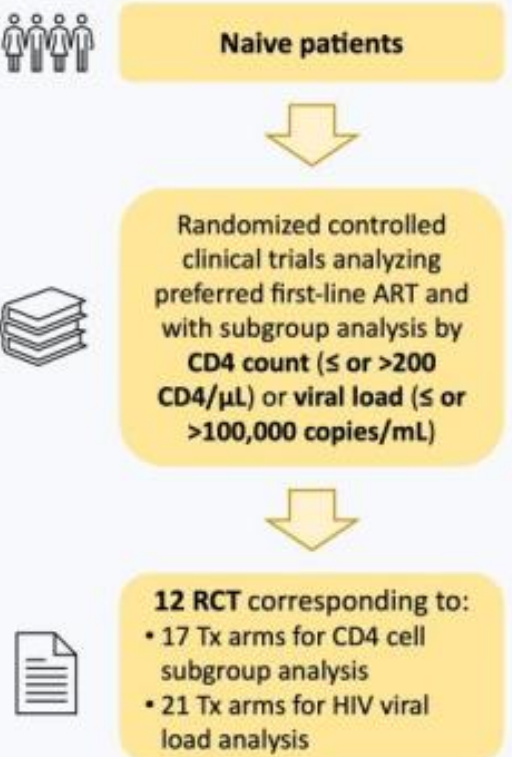 Naive patients
Randomized controlled
clinical trials analyzing
preferred first-line ART and
with subgroup analysis by
CD4 count (≤ or >200
CD4/μL) or viral load (≤ or
>100,000 copies/mL)
12 RCT corresponding to:
• 17 Tx arms for CD4 cell
subgroup analysis
• 21 Tx arms for HIV viral
load analysis